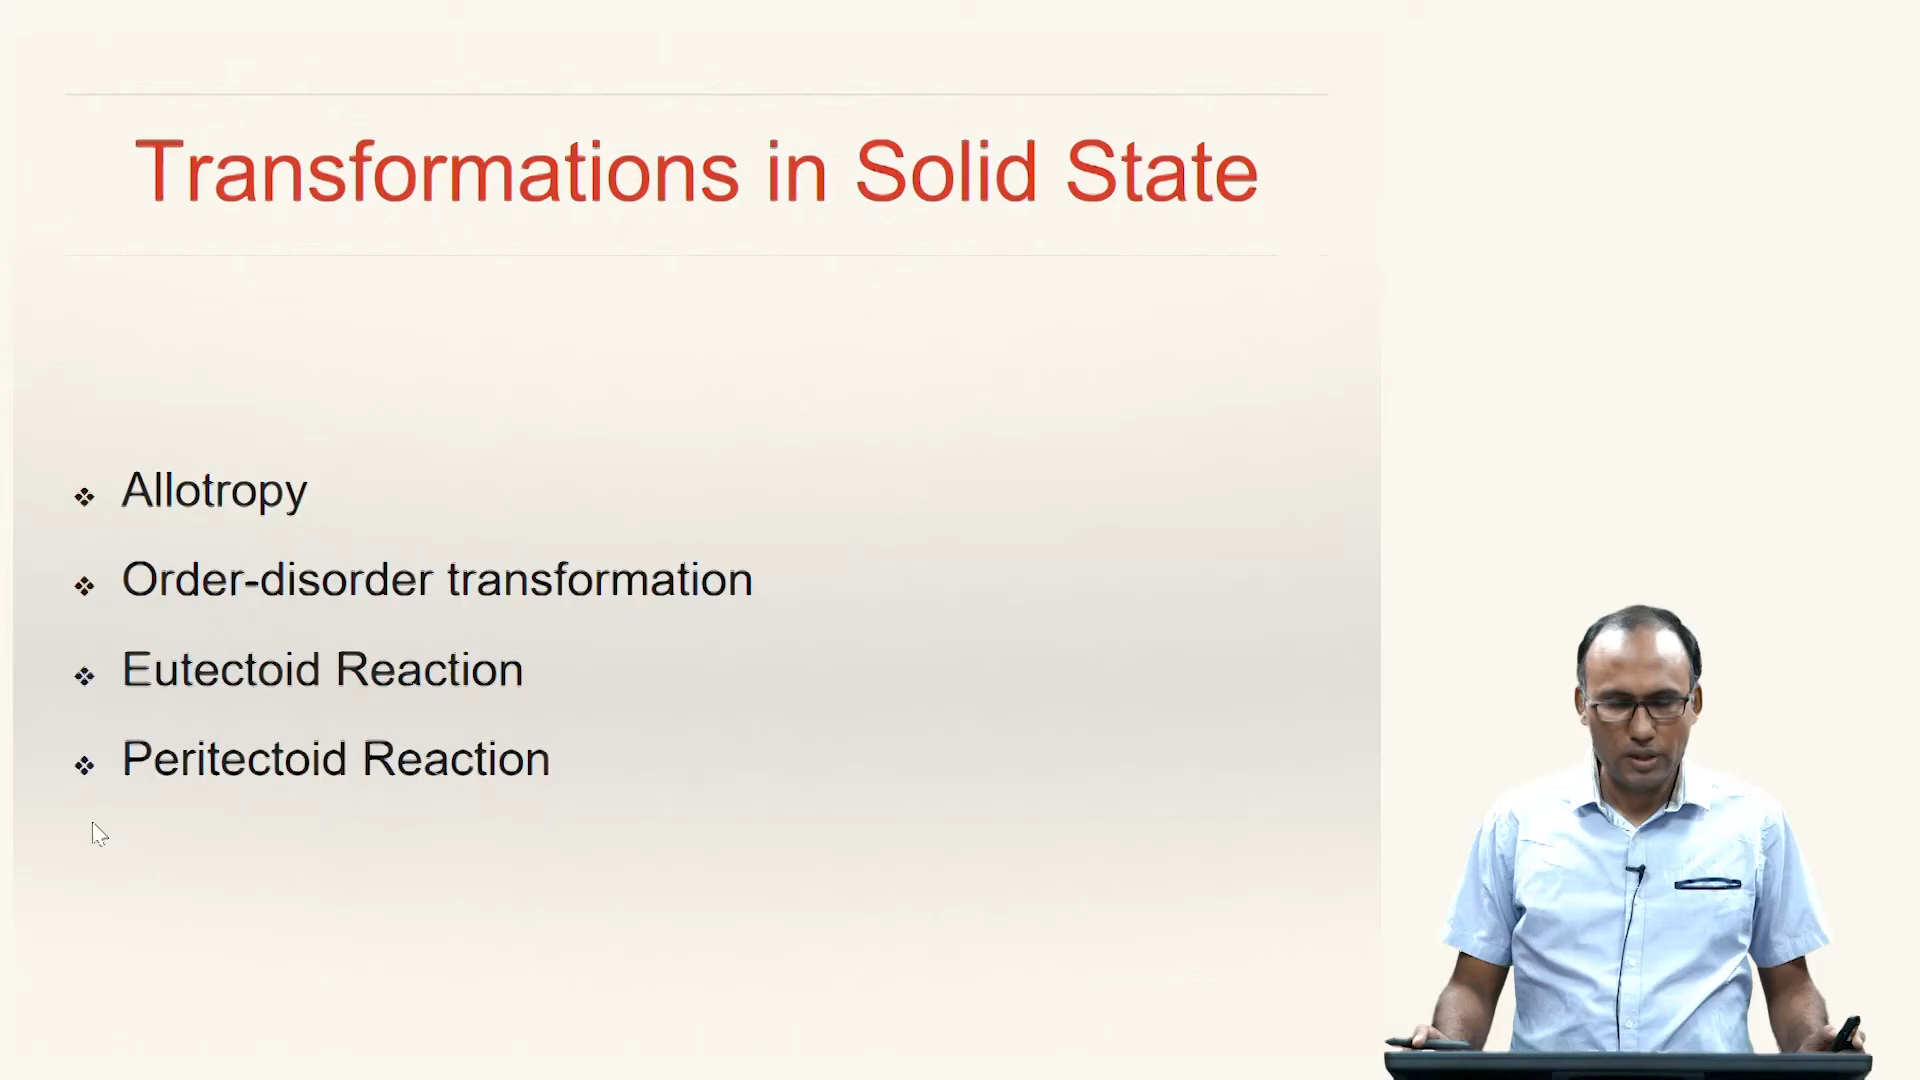 Transformations in Solid State
Allotropy
Order-disorder transformation
Eutectoid Reaction
Peritectoid Reaction